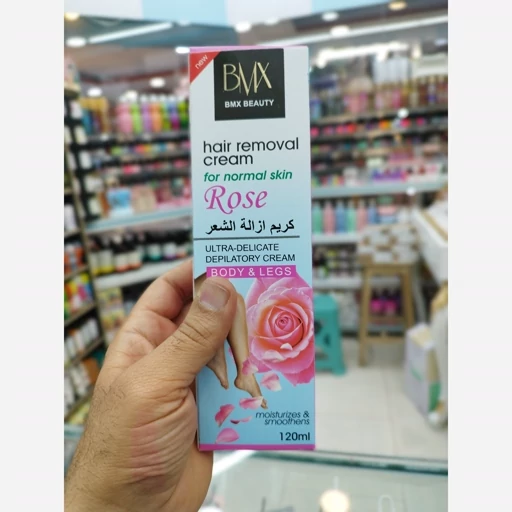 new
BMX
BMX BEAUTY
hair removal
cream
for normal skin
Rose
كريم ازالة الشعر
ULTRA-DELICATE
DEPILATORY CREAM
BODY & LEGS
moisturizes &
smoothens
120ml